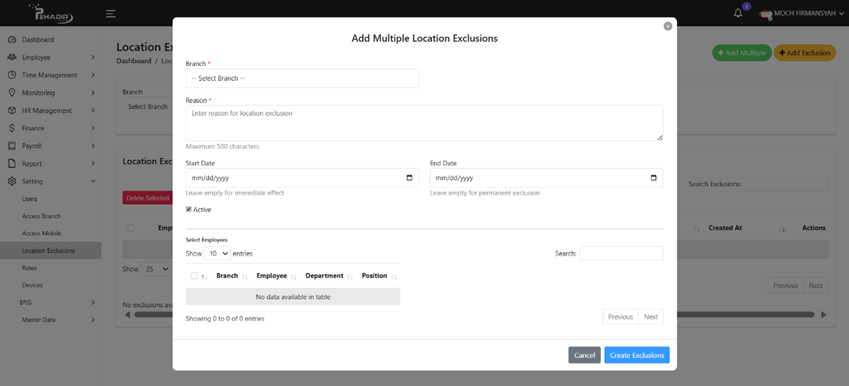 PEHADIR
1
MOCH FIRMANSYAH
Dashboard
Employee
Time Management
Monitoring
HR Management
Finance
Payroll
Report
Setting
Users
Access Branch
Access Mobile
Location Exclusions
Roles
Devices
BPJS
Master Data
Location Ex
Dashboard / Loc
Add Multiple
Add Exclusion
Branch
Select Branch
Location Exc
Delete Selected
Search Exclusions:
Empl
Created At
Actions
Show 25
Previous
Next
No exclusions av
Add Multiple Location Exclusions
Branch *
-- Select Branch --
Reason *
Enter reason for location exclusion
Maximum 500 characters
Start Date
End Date
mm/dd/yyyy
mm/dd/yyyy
Leave empty for immediate effect
Leave empty for permanent exclusion
Active
Select Employees
Show 10 entries
Search:
Branch
Employee
Department
Position
No data available in table
Showing 0 to 0 of 0 entries
Previous
Next
Cancel
Create Exclusions